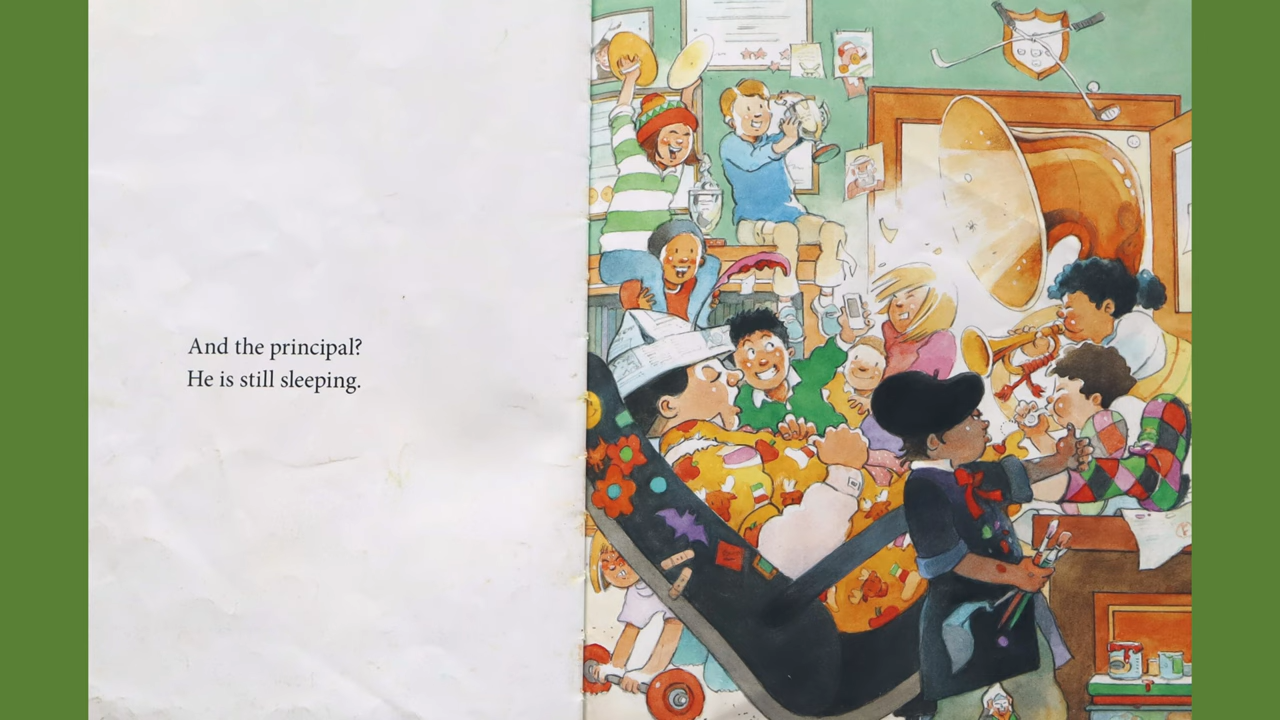 And the principal?
He is still sleeping.